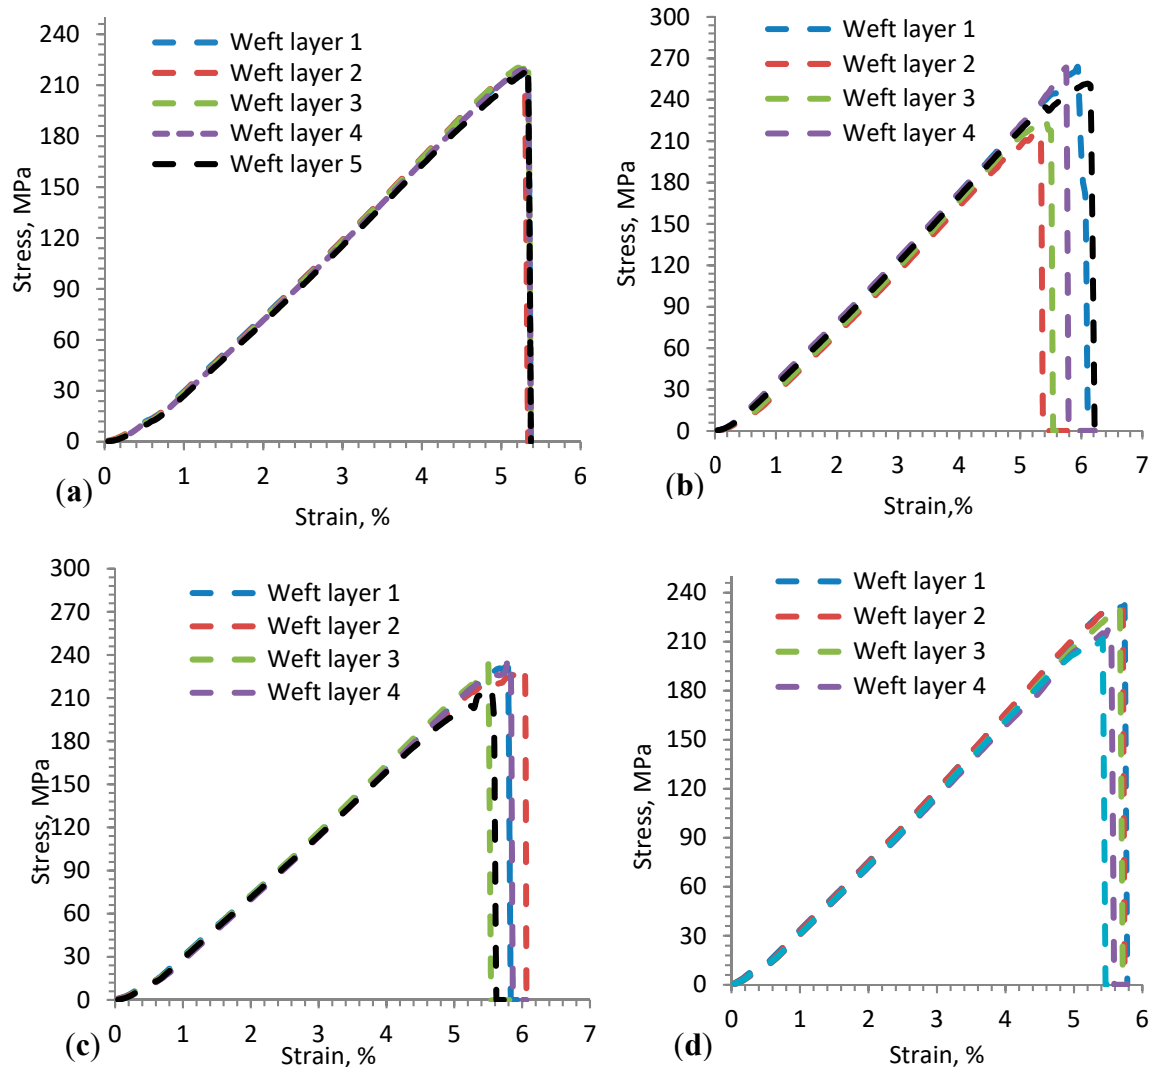 240
210
180
150
120
90
60
30
0
Stress, MPa
Weft layer 1
Weft layer 2
Weft layer 3
Weft layer 4
Weft layer 5
0 1 2 3 4 5 6
Strain, %
(a)
300
270
240
210
180
150
120
90
60
30
0
Stress, MPa
Weft layer 1
Weft layer 2
Weft layer 3
Weft layer 4
0 1 2 3 4 5 6 7
Strain,%
(b)
300
270
240
210
180
150
120
90
60
30
0
Stress, MPa
Weft layer 1
Weft layer 2
Weft layer 3
Weft layer 4
0 1 2 3 4 5 6 7
Strain, %
(c)
240
210
180
150
120
90
60
30
0
Stress, MPa
Weft layer 1
Weft layer 2
Weft layer 3
Weft layer 4
0 1 2 3 4 5 6
Strain, %
(d)